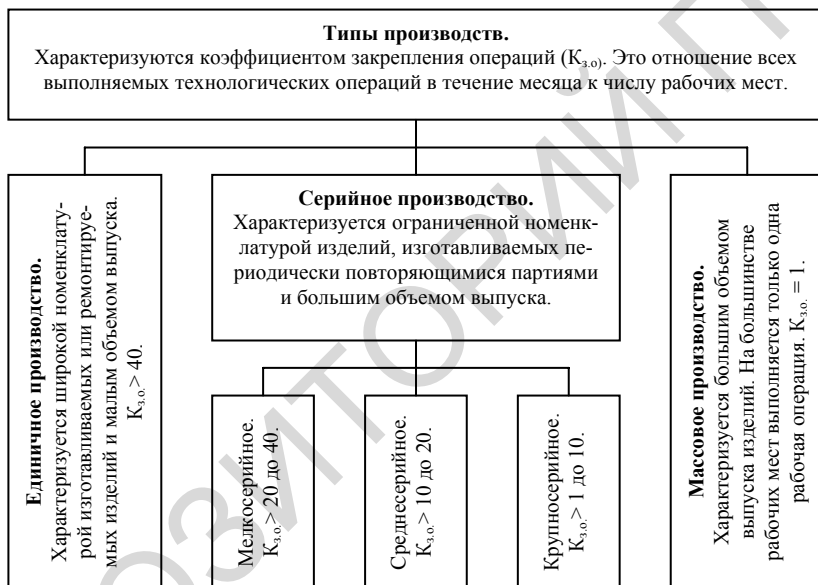 Типы производств.
Характеризуются коэффициентом закрепления операций (Кз.о). Это отношение всех
выполняемых технологических операций в течение месяца к числу рабочих мест.
Единичное производство.
Характеризуется широкой номенклату-
рой изготавливаемых или ремонтируе-
мых изделий и малым объемом выпуска.
Кз.о.> 40.
Серийное производство.
Характеризуется ограниченной номенк-
латурой изделий, изготавливаемых пе-
риодически повторяющимися партиями
и большим объемом выпуска.
Мелкосерийное.
Кз.о.> 20 до 40.
Среднесерийное.
Кз.о.> 10 до 20.
Крупносерийное.
Кз.о.> 1 до 10.
Массовое производство.
Характеризуется большим объемом
выпуска изделий. На большинстве
рабочих мест выполняется только одна
рабочая операция. Кз.о. = 1.